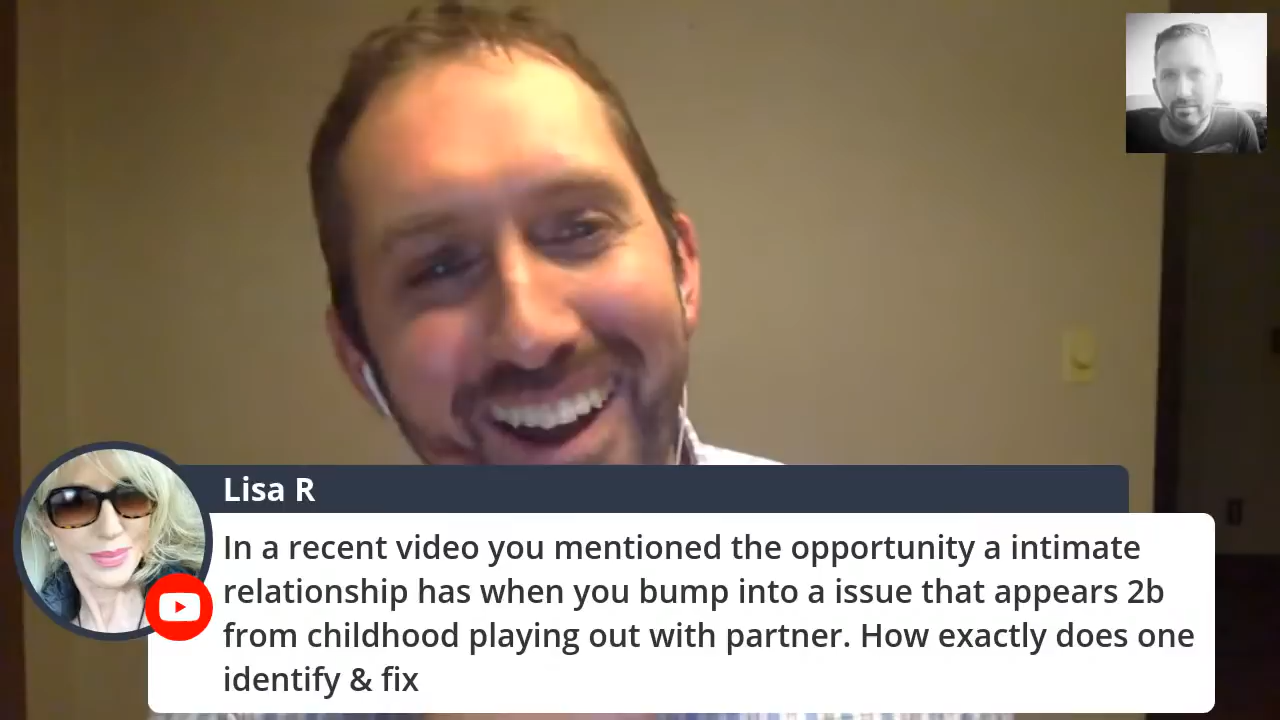 Lisa R
In a recent video you mentioned the opportunity a intimate
relationship has when you bump into a issue that appears 2b
from childhood playing out with partner. How exactly does one
identify & fix